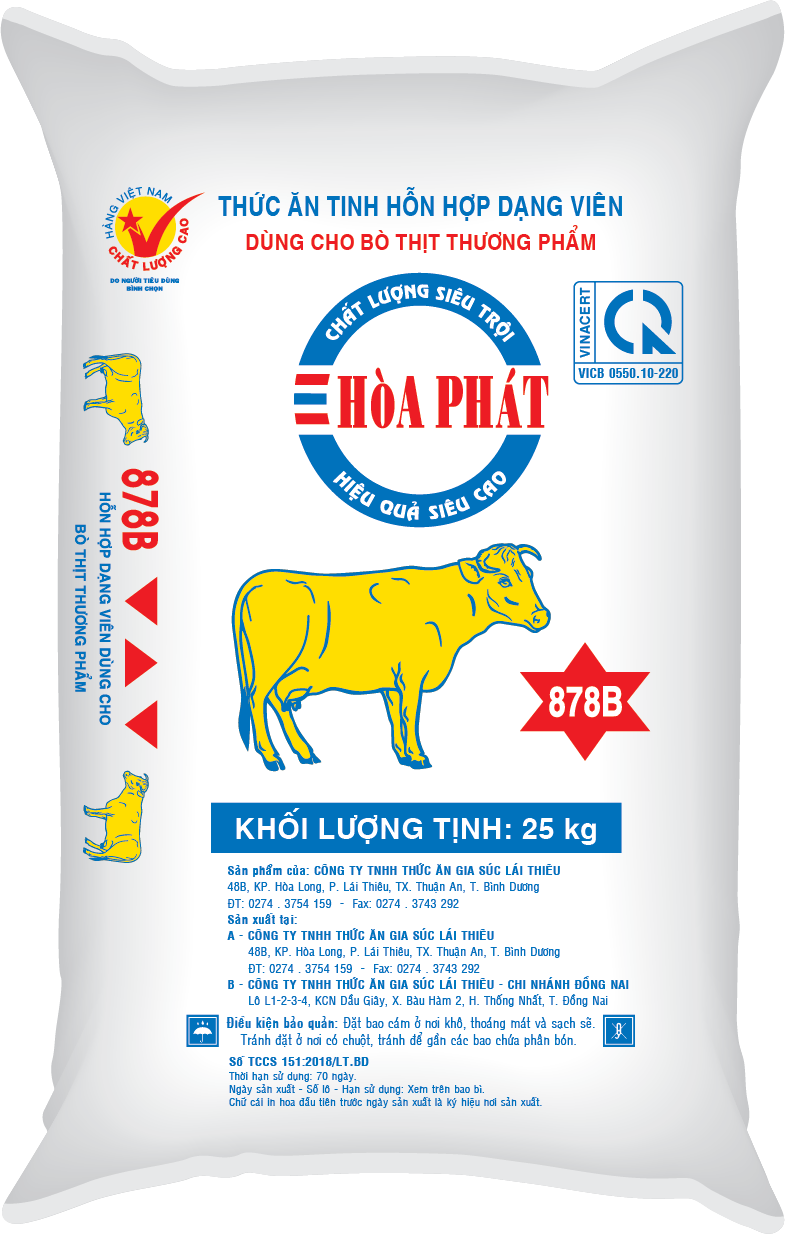 HÀNG VIỆT NAM
CHẤT LƯỢNG CAO
DO NGƯỜI TIÊU DÙNG
BÌNH CHỌN
THỨC ĂN TINH HỖN HỢP DẠNG VIÊN
DÙNG CHO BÒ THỊT THƯƠNG PHẨM
CHẤT LƯỢNG SIÊU TRỘI
HÒA PHÁT
HIỆU QUẢ SIÊU CAO
VINACERT
VICB 0550.10-220
878B
HỖN HỢP DẠNG VIÊN DÙNG CHO
BÒ THỊT THƯƠNG PHẨM
878B
KHỐI LƯỢNG TỊNH: 25 kg
Sản phẩm của: CÔNG TY TNHH THỨC ĂN GIA SÚC LÁI THIÊU
48B, KP. Hòa Long, P. Lái Thiêu, TX. Thuận An, T. Bình Dương
ĐT: 0274 . 3754 159 - Fax: 0274 . 3743 292
Sản xuất tại:
A - CÔNG TY TNHH THỨC ĂN GIA SÚC LÁI THIÊU
48B, KP. Hòa Long, P. Lái Thiêu, TX. Thuận An, T. Bình Dương
ĐT: 0274 . 3754 159 - Fax: 0274 . 3743 292
B - CÔNG TY TNHH THỨC ĂN GIA SÚC LÁI THIÊU - CHI NHÁNH ĐỒNG NAI
Lô L1-2-3-4, KCN Dầu Giây, X. Bàu Hàm 2, H. Thống Nhất, T. Đồng Nai
Điều kiện bảo quản: Đặt bao cám ở nơi khô, thoáng mát và sạch sẽ.
Tránh đặt ở nơi có chuột, tránh để gần các bao chứa phân bón.
Số TCCS 151:2018/LT.BD
Thời hạn sử dụng: 70 ngày.
Ngày sản xuất - Số lô - Hạn sử dụng: Xem trên bao bì.
Chữ cái in hoa đầu tiên trước ngày sản xuất là ký hiệu nơi sản xuất.